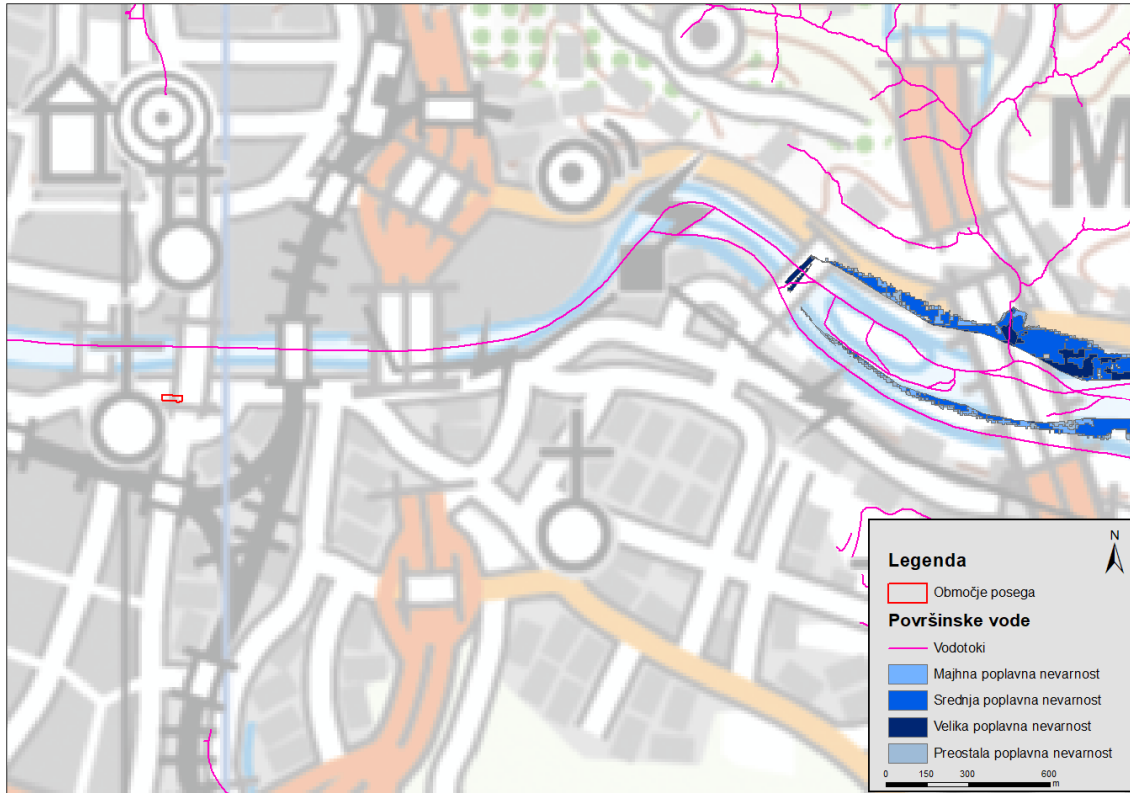 M
N
Legenda
Območje posega
Površinske vode
Vodotoki
Majhna poplavna nevarnost
Srednja poplavna nevarnost
Velika poplavna nevarnost
Preostala poplavna nevarnost
0 150 300 600
m